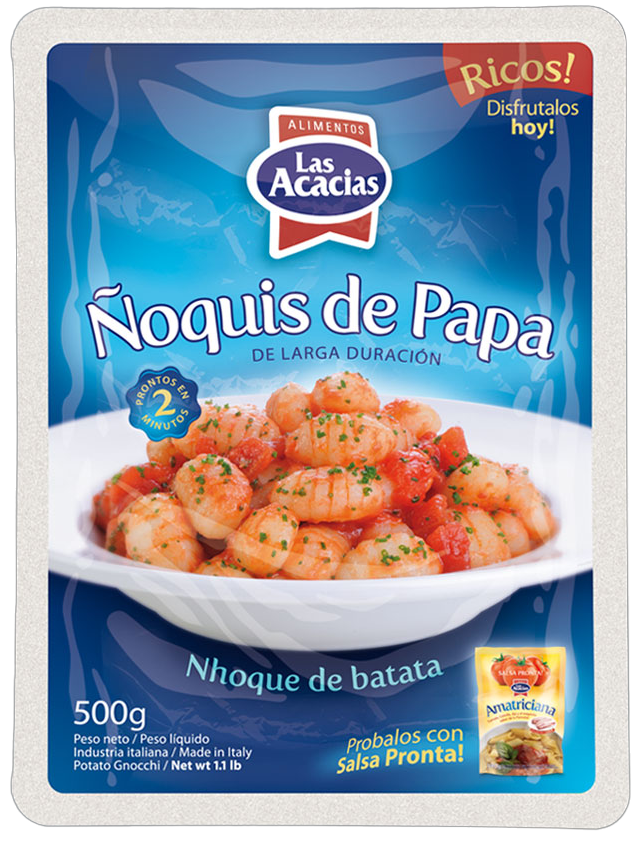 Ricos!
Disfrutalos
hoy!
ALIMENTOS
Las
Acacias
Ñoquis de Papa
DE LARGA DURACIÓN
PRONTOS EN
2
MINUTOS
Nhoque de batata
500g
Peso neto / Peso líquido
Industria italiana / Made in Italy
Potato Gnocchi / Net wt 1.1 lb
Probalos con
Salsa Pronta!
SALSA PRONTA!
Las
Acacias
Amatriciana